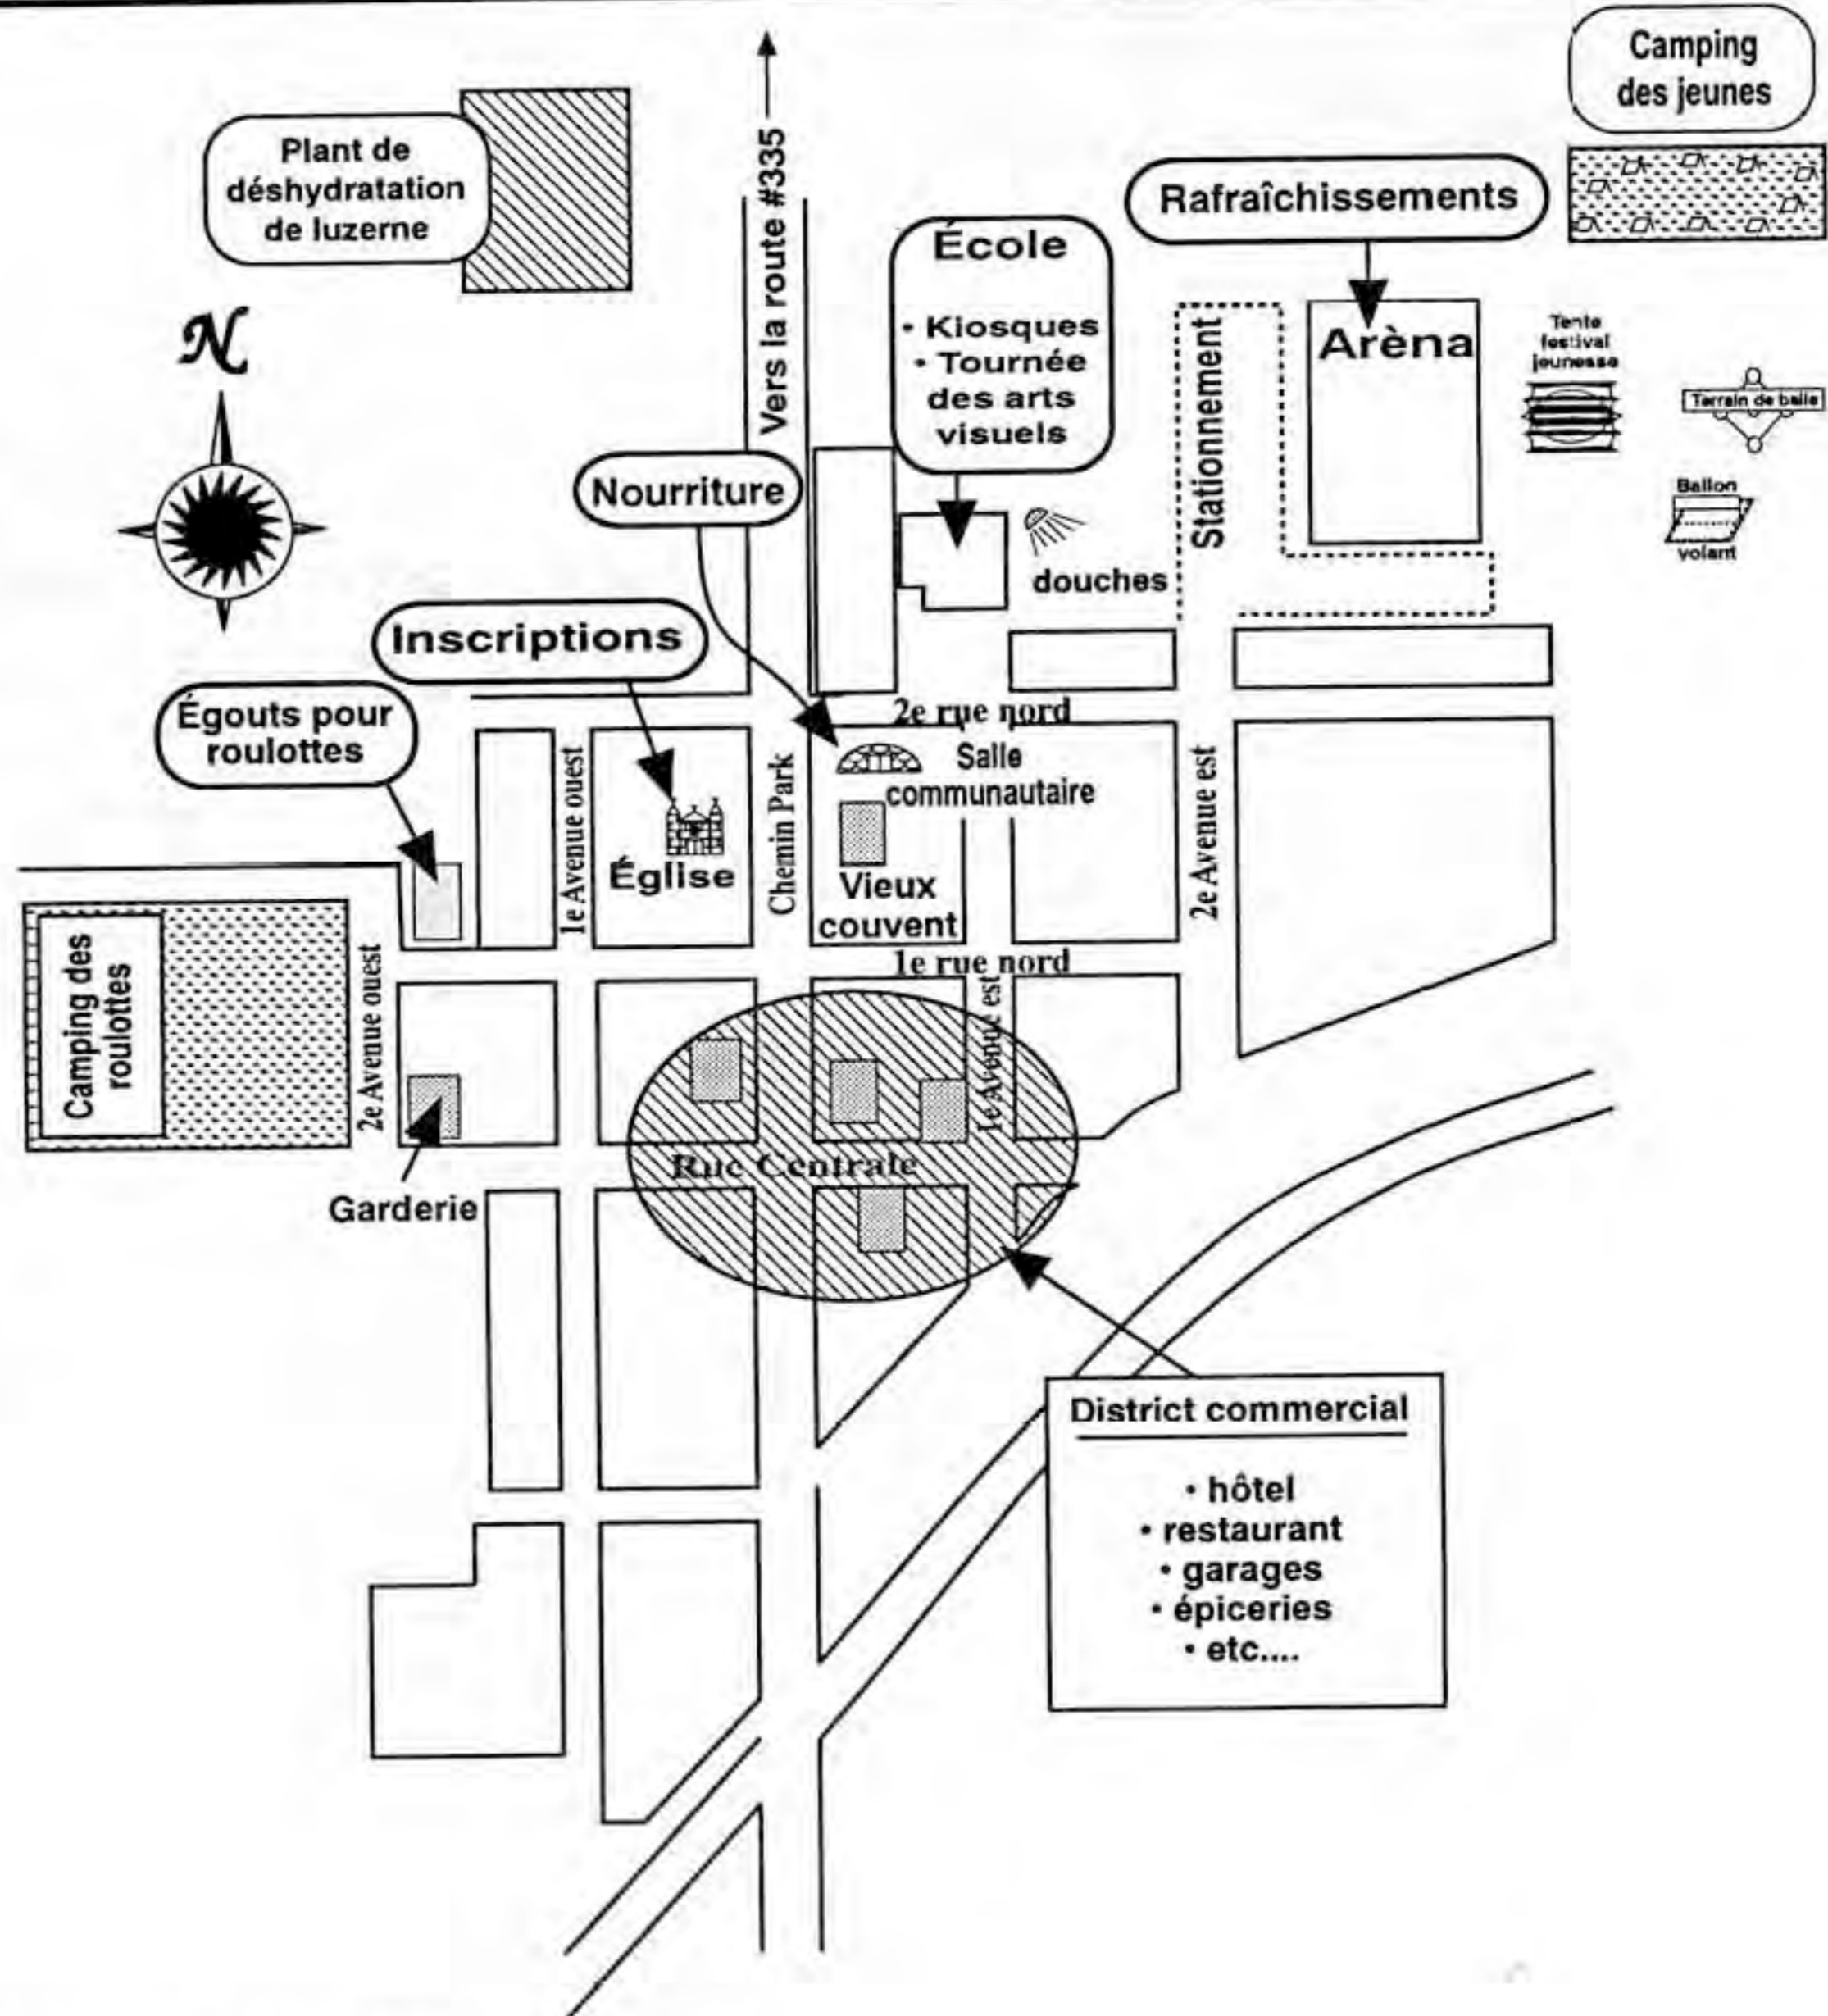 Camping
des jeunes
Plant de
déshydratation
de luzerne
Vers la route #335
Rafraîchissements
École
• Kiosques
• Tournée
des arts
visuels
N
Stationnement
Arèna
Tente
festival
jeunesse
Terrain de balle
Nourriture
Ballon
volant
douches
Inscriptions
Égouts pour
roulottes
2e rue nord
1e Avenue ouest
Chemin Park
Salle
communautaire
2e Avenue est
Église
Vieux
couvent
1e rue nord
Camping des
roulottes
2e Avenue ouest
1e Avenue est
Rue Centrale
Garderie
District commercial
• hôtel
• restaurant
• garages
• épiceries
• etc....